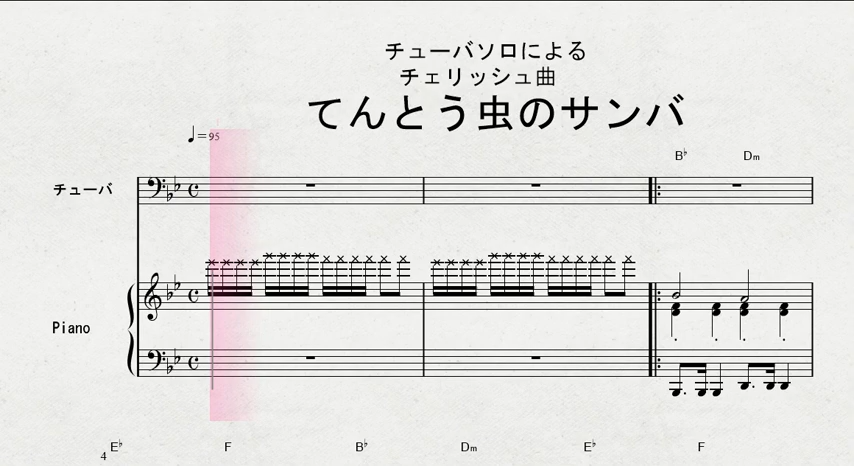 チューバソロによる
チェリッシュ曲
てんとう虫のサンバ
♩=95
B♭ Dm
チューバ
Piano
4 E♭ F B♭ Dm E♭ F